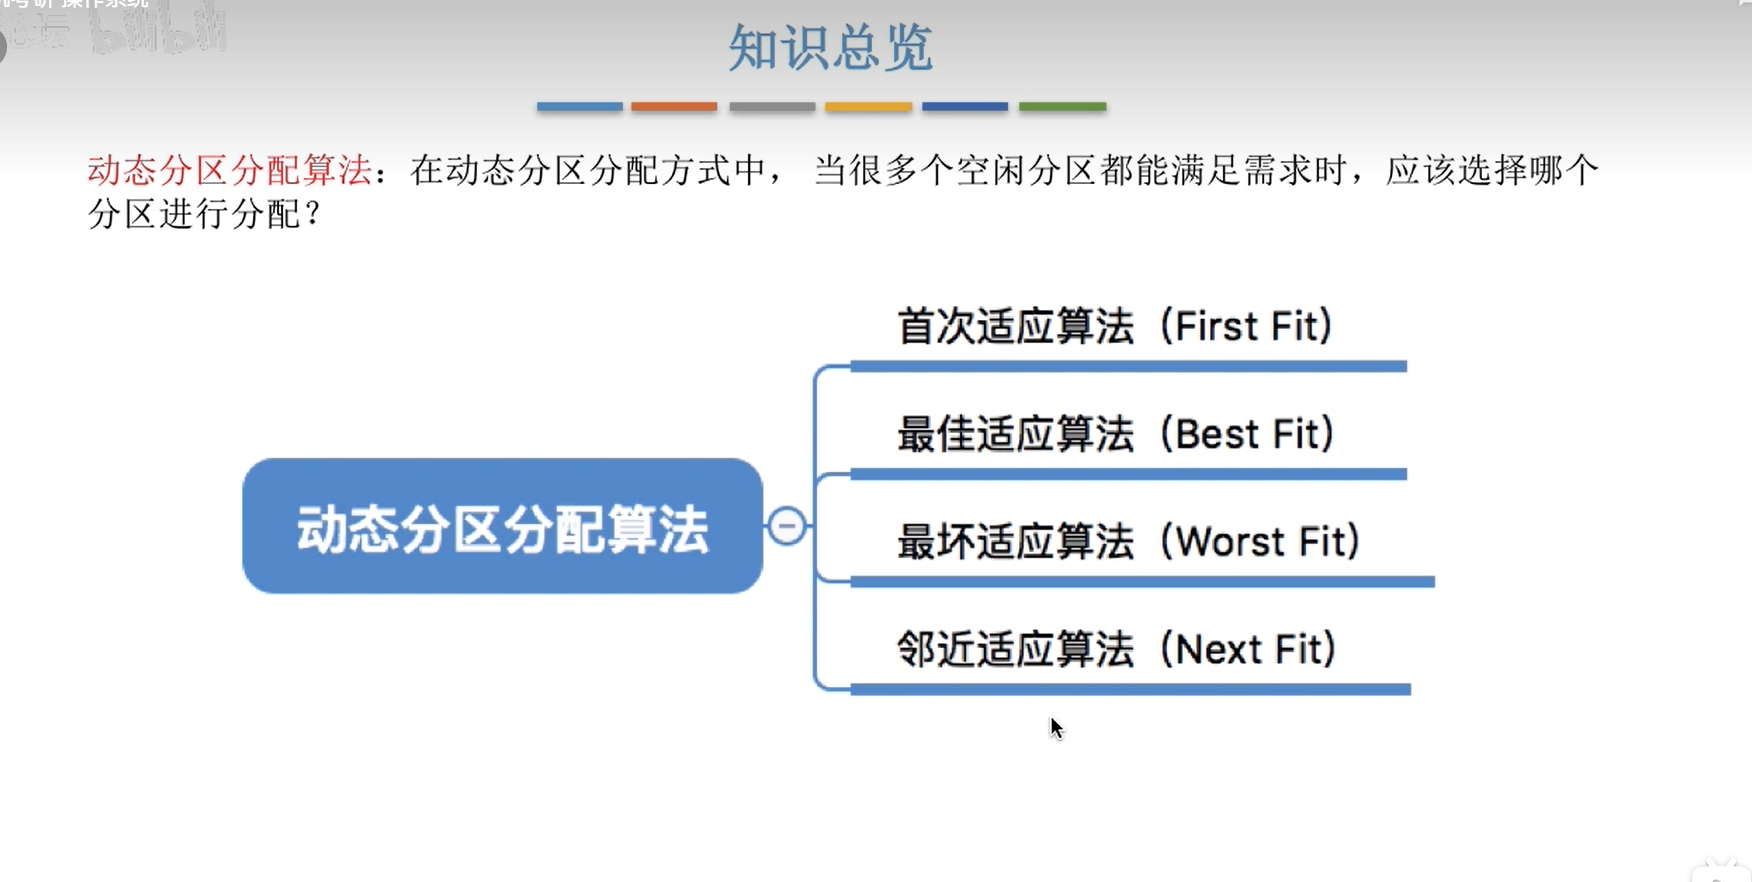 知识总览
动态分区分配算法：在动态分区分配方式中， 当很多个空闲分区都能满足需求时，应该选择哪个
分区进行分配？
首次适应算法（First Fit）
最佳适应算法（Best Fit）
动态分区分配算法
最坏适应算法（Worst Fit）
邻近适应算法（Next Fit）
bilibili